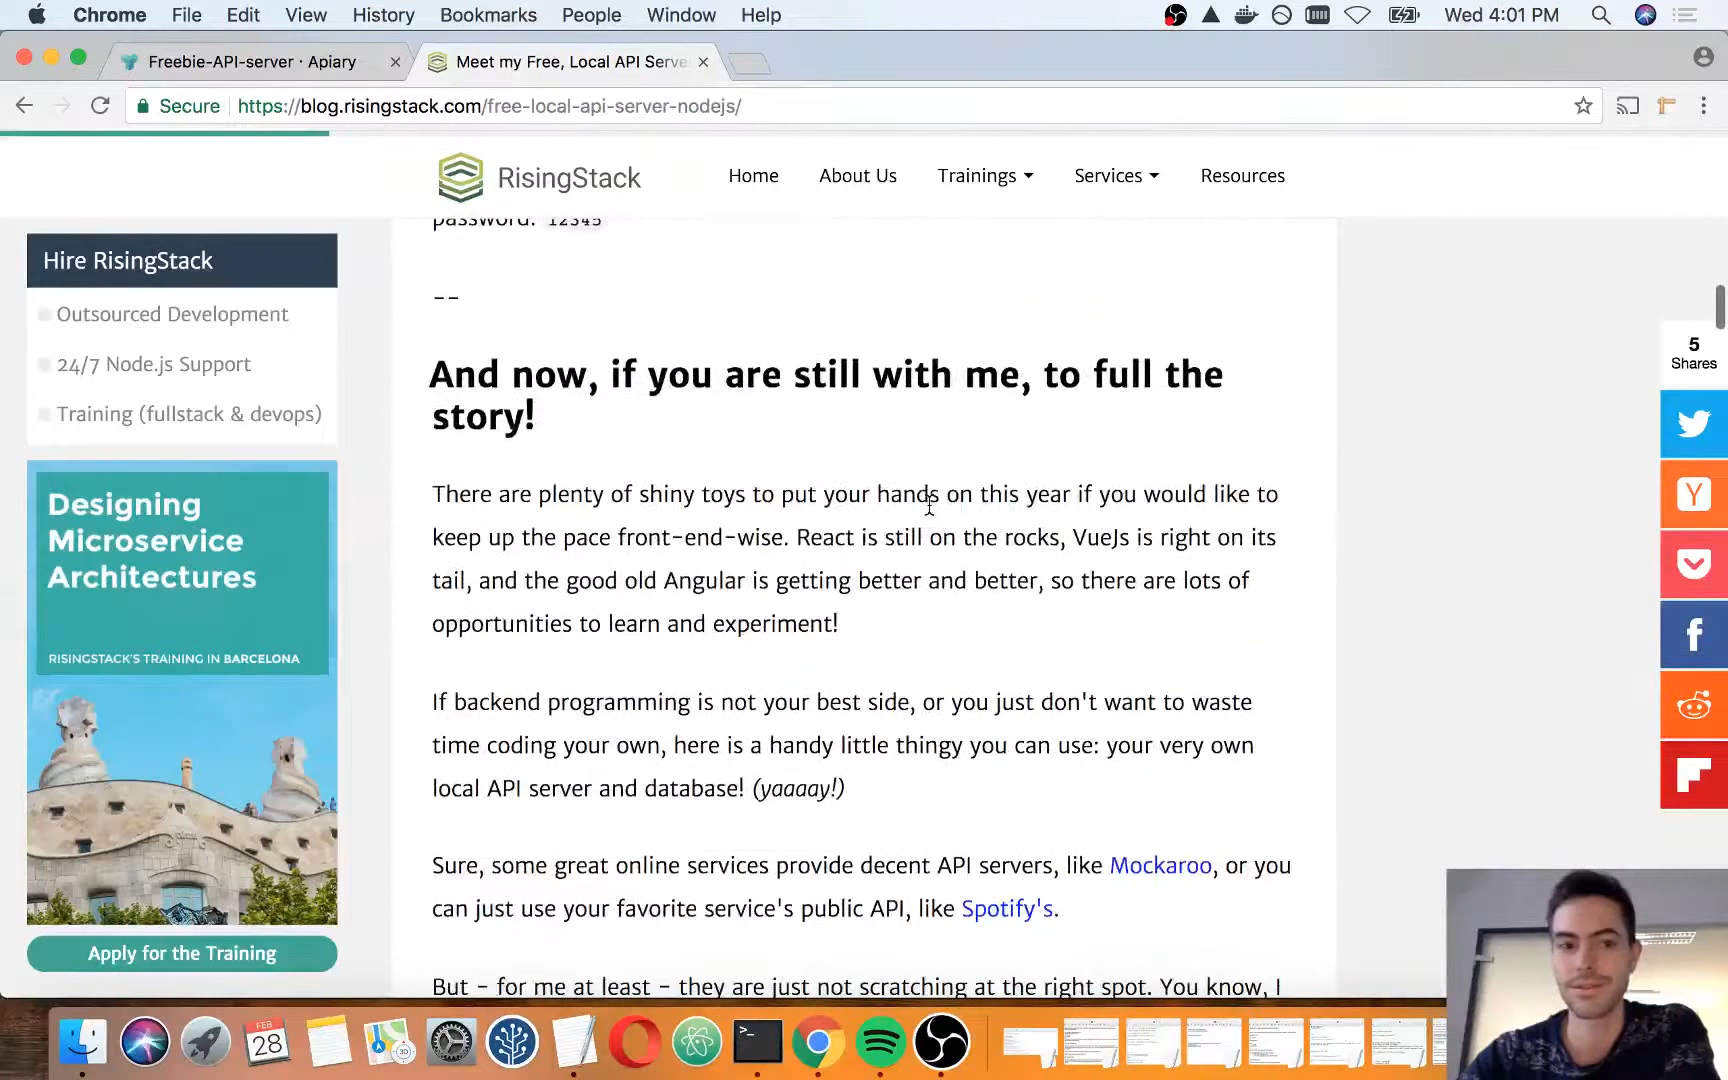 Chrome File Edit View History Bookmarks People Window Help Wed 4:01 PM
Freebie-API-server · Apiary
Meet my Free, Local API Serve
Secure https://blog.risingstack.com/free-local-api-server-nodejs/
RisingStack Home About Us Trainings Services Resources
password: 12345
Hire RisingStack
Outsourced Development
24/7 Node.js Support
Training (fullstack & devops)
Designing
Microservice
Architectures
RISINGSTACK'S TRAINING IN BARCELONA
Apply for the Training
--
And now, if you are still with me, to full the
story!
There are plenty of shiny toys to put your hands on this year if you would like to
keep up the pace front-end-wise. React is still on the rocks, VueJs is right on its
tail, and the good old Angular is getting better and better, so there are lots of
opportunities to learn and experiment!
If backend programming is not your best side, or you just don't want to waste
time coding your own, here is a handy little thingy you can use: your very own
local API server and database! (yaaaay!)
Sure, some great online services provide decent API servers, like Mockaroo, or you
can just use your favorite service's public API, like Spotify's.
But - for me at least - they are just not scratching at the right spot. You know, I
5
Shares
FEB
28
30